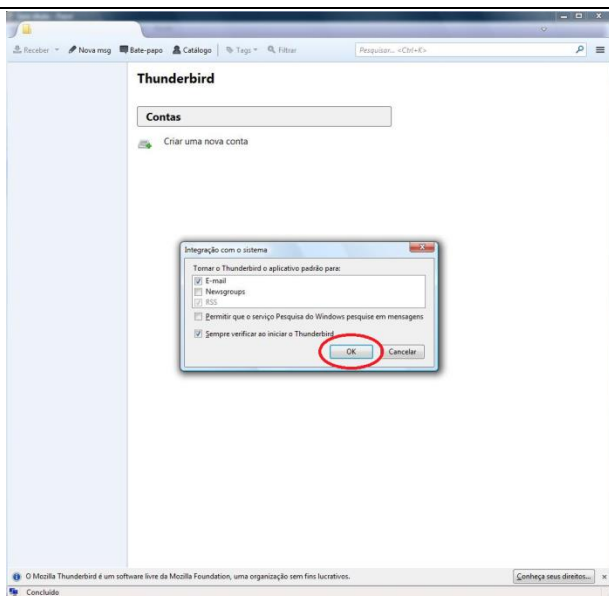 Receber Nova msg Bate-papo Catálogo Tags Filtrar Pesquisar... <Ctrl+K>
Thunderbird
Contas
Criar uma nova conta
Integração com o sistema
Tornar o Thunderbird o aplicativo padrão para:
E-mail
Newsgroups
RSS
Permitir que o serviço Pesquisa do Windows pesquise em mensagens
Sempre verificar ao iniciar o Thunderbird
OK Cancelar
O Mozilla Thunderbird é um software livre da Mozilla Foundation, uma organização sem fins lucrativos. Conheça seus direitos...
Concluído